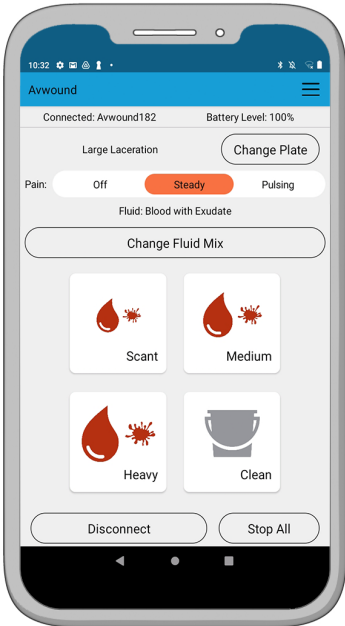 10:32
Avwound
Connected: Avwound182 Battery Level: 100%
Large Laceration Change Plate
Pain: Off Steady Pulsing
Fluid: Blood with Exudate
Change Fluid Mix
Scant Medium
Heavy Clean
Disconnect Stop All